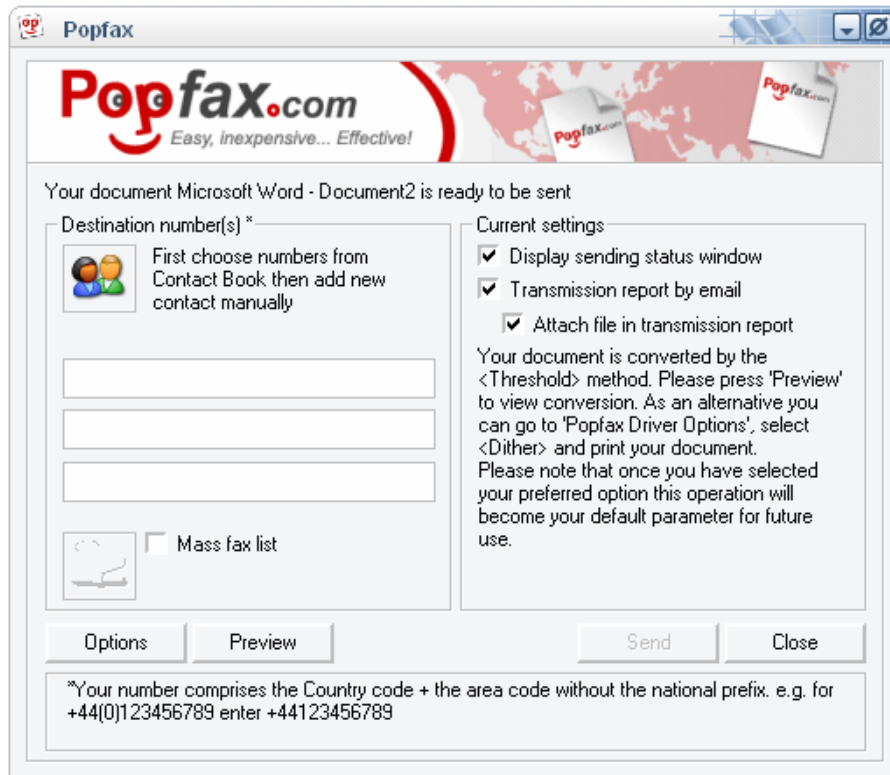 Popfax
Popfax.com
Easy, inexpensive... Effective!
Popfax.com
Popfax.com
Your document Microsoft Word - Document2 is ready to be sent
Destination number(s) *
First choose numbers from
Contact Book then add new
contact manually
Mass fax list
Current settings
Display sending status window
Transmission report by email
Attach file in transmission report
Your document is converted by the
<Threshold> method. Please press 'Preview'
to view conversion. As an alternative you
can go to 'Popfax Driver Options', select
<Dither> and print your document.
Please note that once you have selected
your preferred option this operation will
become your default parameter for future
use.
Options
Preview
Send
Close
*Your number comprises the Country code + the area code without the national prefix. e.g. for
+44(0)123456789 enter +44123456789